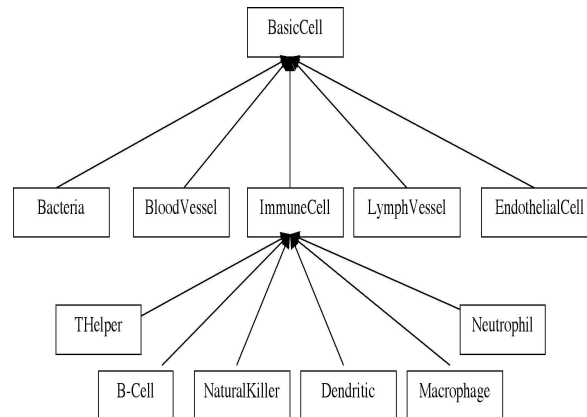 BasicCell
Bacteria
BloodVessel
ImmuneCell
LymphVessel
EndothelialCell
THelper
Neutrophil
B-Cell
NaturalKiller
Dendritic
Macrophage